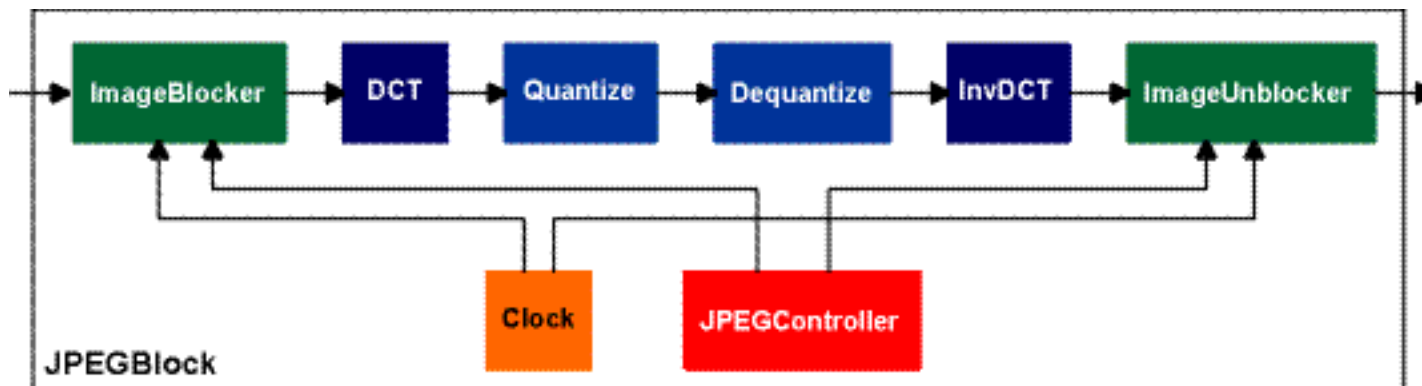 ImageBlocker
DCT
Quantize
Dequantize
InvDCT
ImageUnblocker
Clock
JPEGController
JPEGBlock